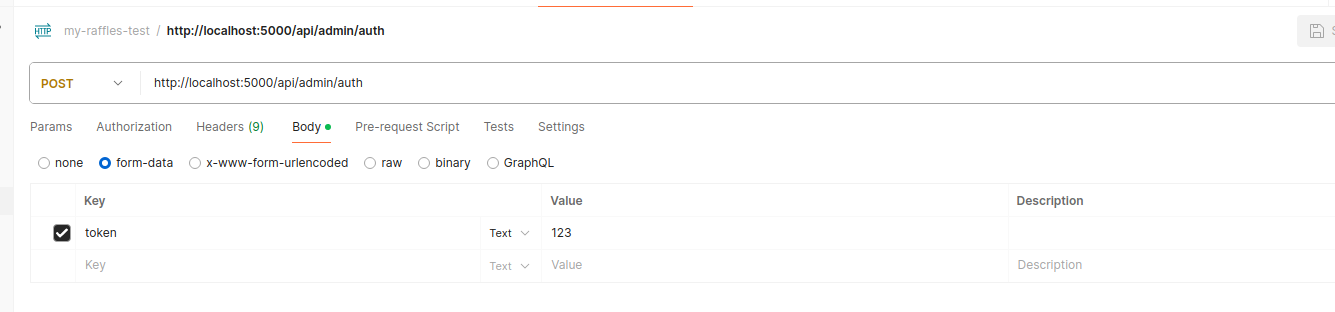 HTTP my-raffles-test / http://localhost:5000/api/admin/auth
POST http://localhost:5000/api/admin/auth
Params Authorization Headers (9) Body Pre-request Script Tests Settings
none form-data x-www-form-urlencoded raw binary GraphQL
Key Value Description
token Text 123
Key Text Value Description